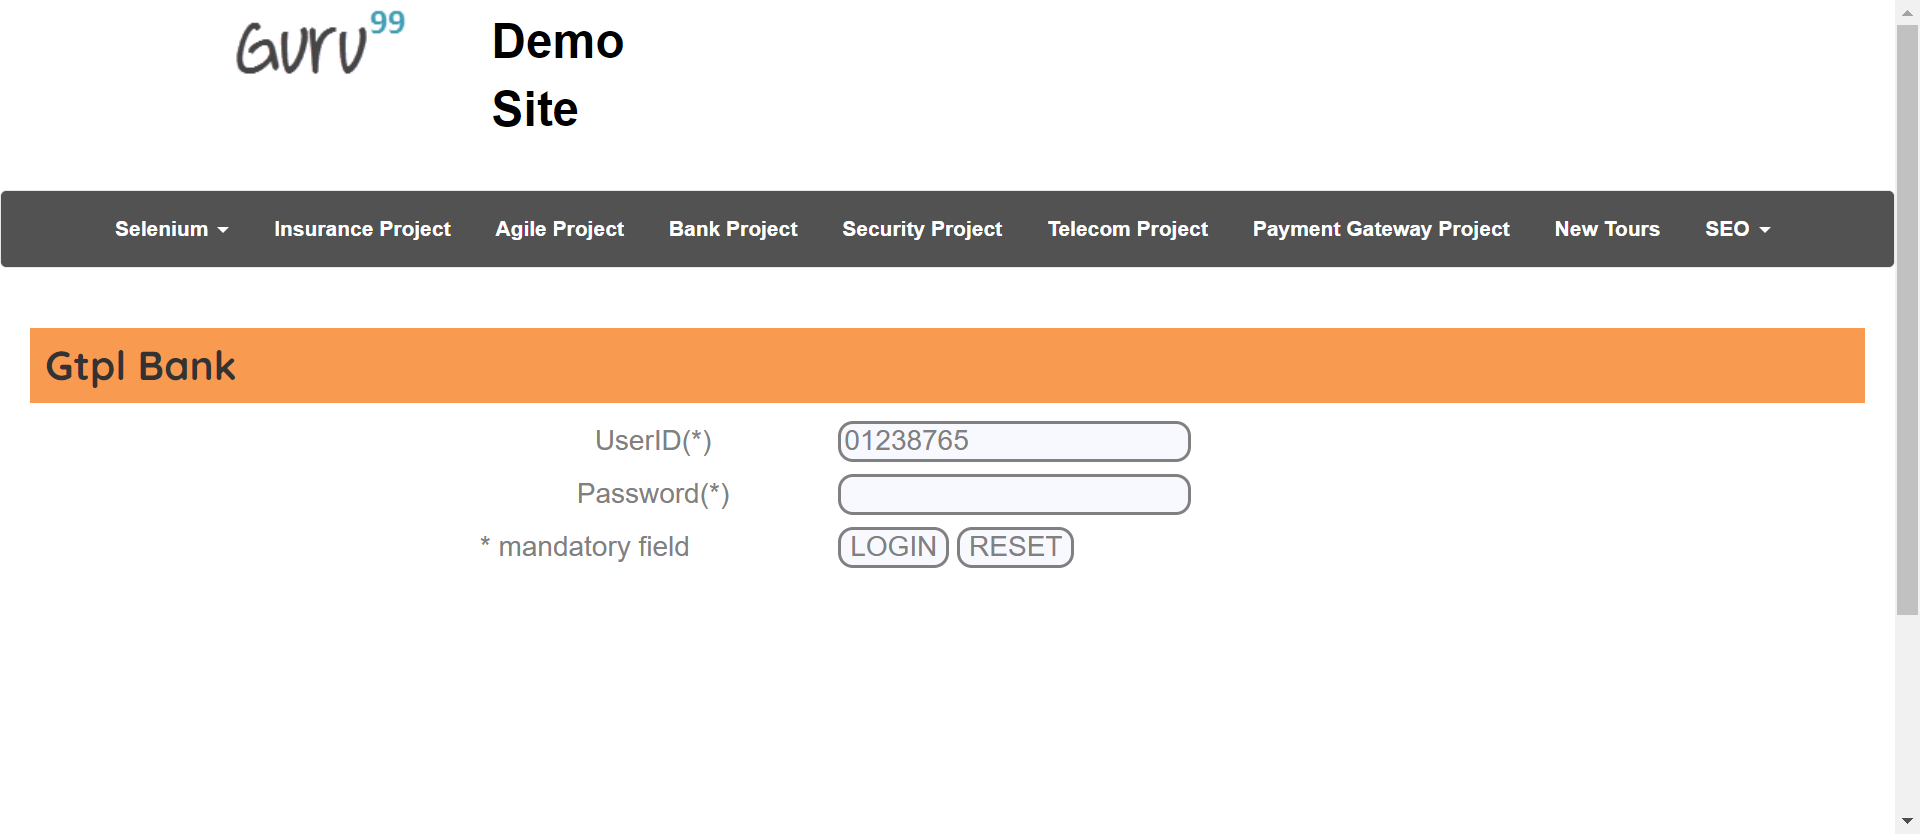 Guru99
Demo
Site
Selenium Insurance Project Agile Project Bank Project Security Project Telecom Project Payment Gateway Project New Tours SEO
Gtpl Bank
UserID(*) 01238765
Password(*)
* mandatory field LOGIN RESET